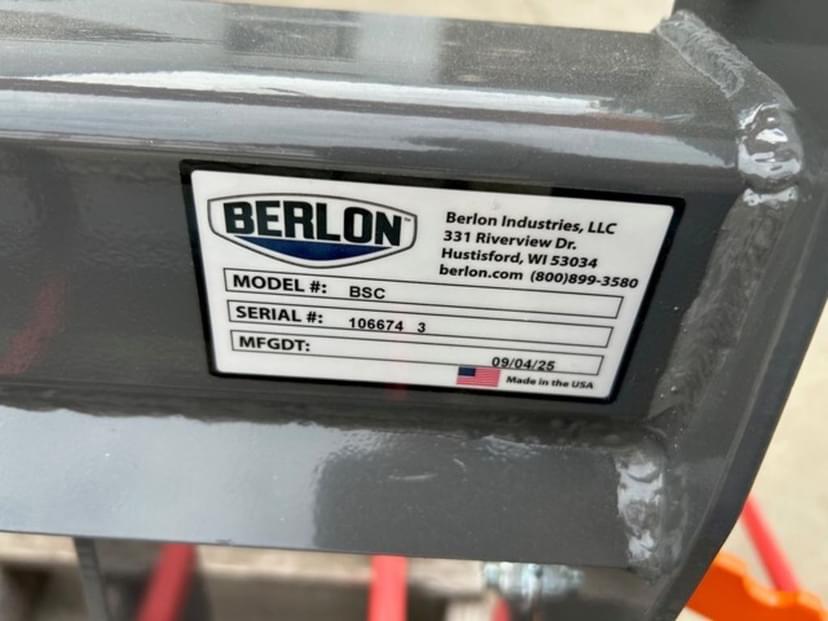 BERLON™
Berlon Industries, LLC
331 Riverview Dr.
Hustisford, WI 53034
berlon.com (800)899-3580
MODEL #: BSC
SERIAL #: 106674 3
MFGDT: 09/04/25
Made in the USA